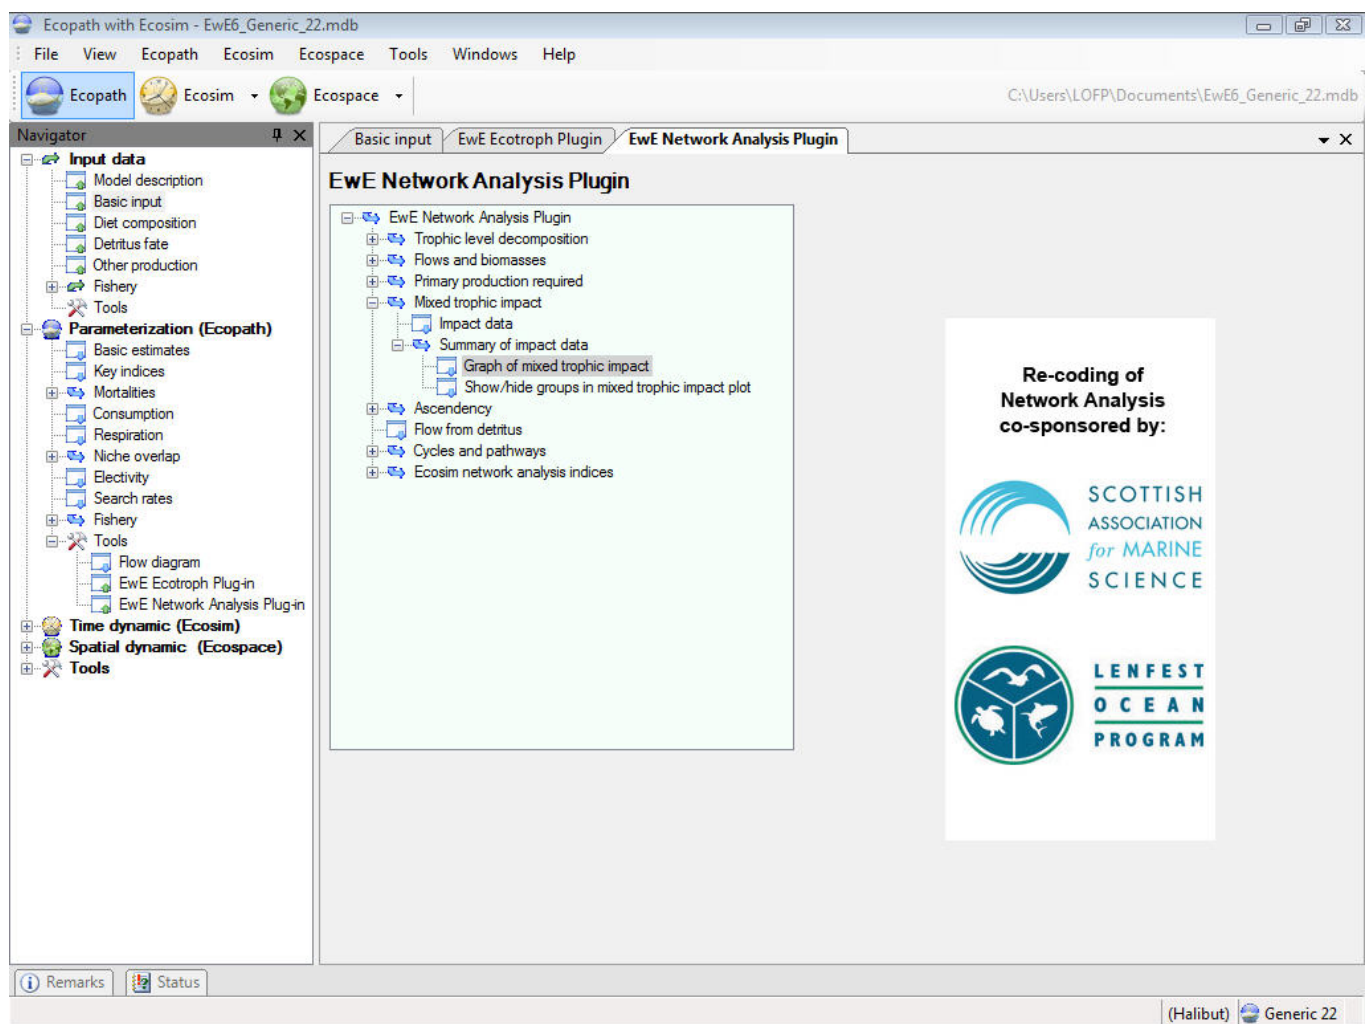 Ecopath with Ecosim - EwE6_Generic_22.mdb
File View Ecopath Ecosim Ecospace Tools Windows Help
Ecopath Ecosim Ecospace C:\Users\LOFP\Documents\EwE6_Generic_22.mdb
Navigator
Input data
Model description
Basic input
Diet composition
Detritus fate
Other production
Fishery
Tools
Parameterization (Ecopath)
Basic estimates
Key indices
Mortalities
Consumption
Respiration
Niche overlap
Electivity
Search rates
Fishery
Tools
Flow diagram
EwE Ecotroph Plug-in
EwE Network Analysis Plug-in
Time dynamic (Ecosim)
Spatial dynamic (Ecospace)
Tools
Basic input EwE Ecotroph Plugin EwE Network Analysis Plugin
EwE Network Analysis Plugin
EwE Network Analysis Plugin
Trophic level decomposition
Flows and biomasses
Primary production required
Mixed trophic impact
Impact data
Summary of impact data
Graph of mixed trophic impact
Show/hide groups in mixed trophic impact plot
Ascendency
Flow from detritus
Cycles and pathways
Ecosim network analysis indices
Re-coding of
Network Analysis
co-sponsored by:
SCOTTISH
ASSOCIATION
for MARINE
SCIENCE
LENFEST
OCEAN
PROGRAM
Remarks Status
(Halibut) Generic 22